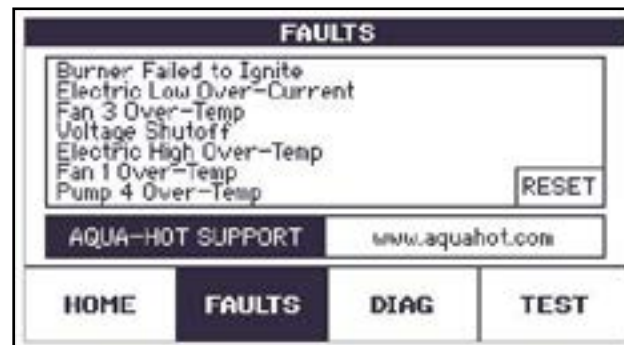 FAULTS
Burner Failed to Ignite
Electric Low Over-Current
Fan 3 Over-Temp
Voltage Shutoff
Electric High Over-Temp
Fan 1 Over-Temp
Pump 4 Over-Temp
RESET
AQUA-HOT SUPPORT www.aquahot.com
HOME FAULTS DIAG TEST